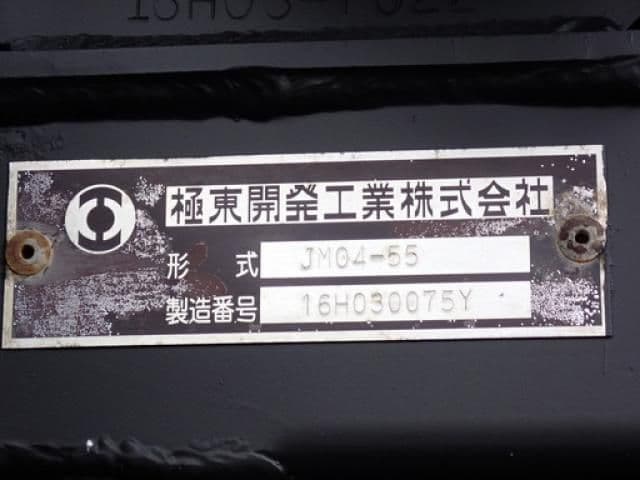 極東開発工業株式会社
形 式 JM04-55
製造番号 16H030075Y